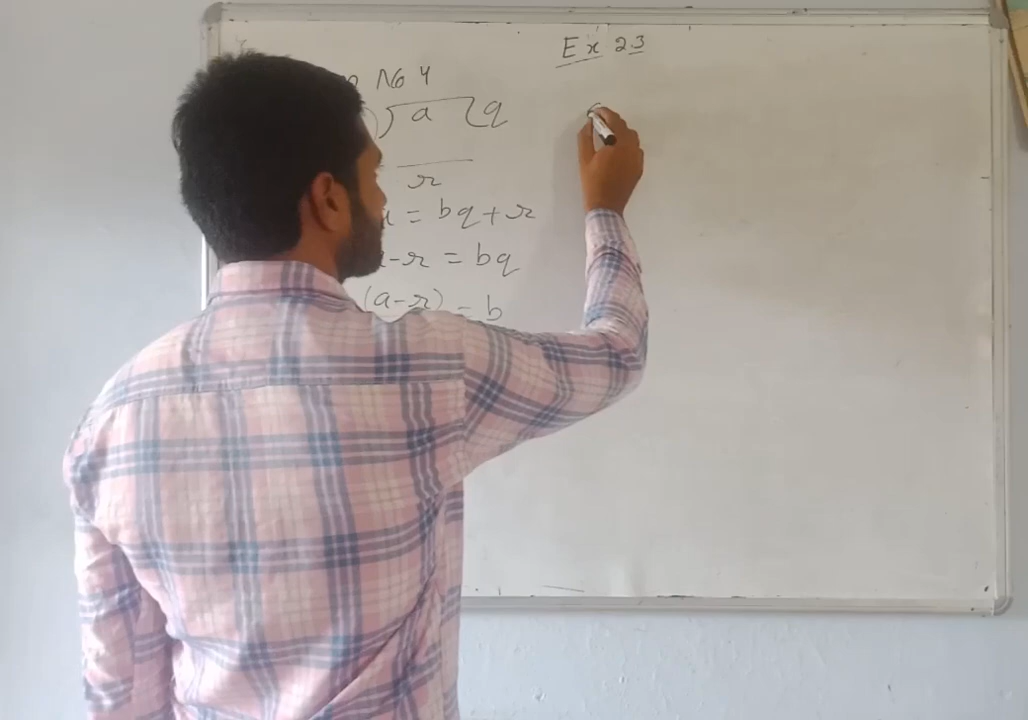 Ex 2.3
No 4
) a ( q
r
= bq + r
- r = bq
(a - r) = b